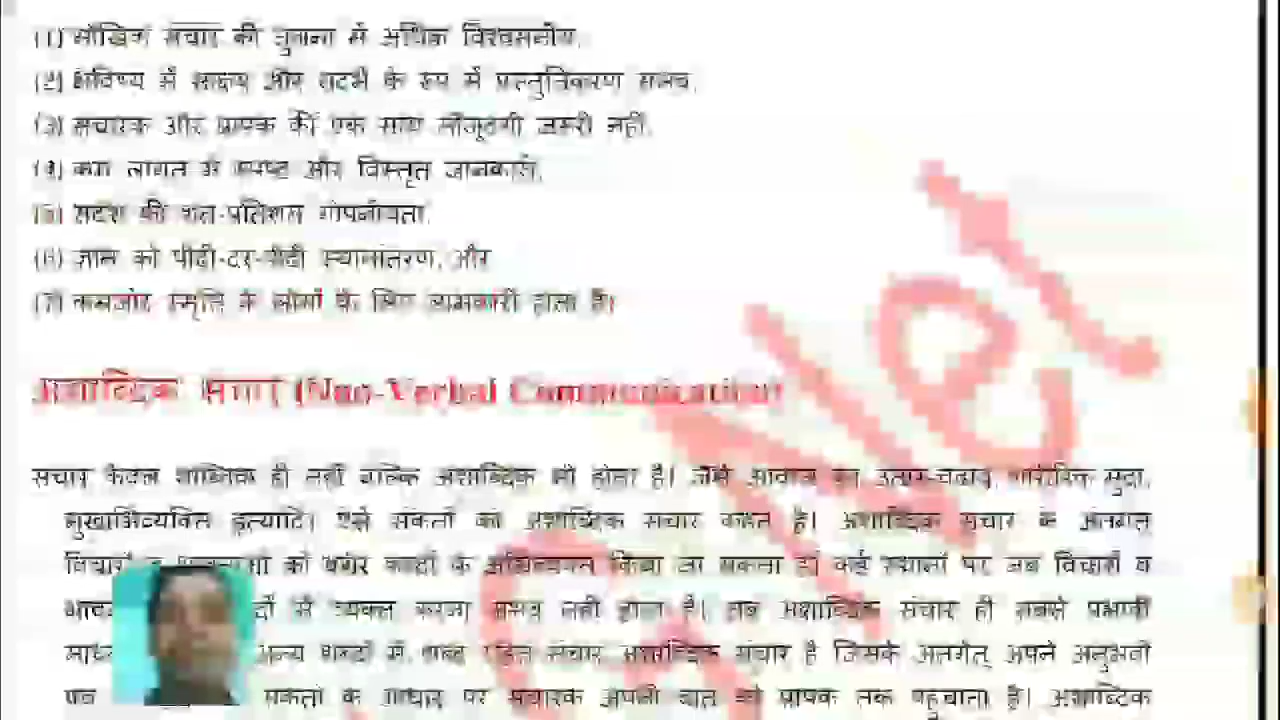 (1) मौखिक संचार की तुलना में अधिक विश्वसनीय,
(2) भविष्य में साक्ष्य और संदर्भ के रूप में प्रस्तुतिकरण संभव,
(3) संचारक और प्रापक की एक साथ मौजूदगी जरूरी नहीं,
(4) कम लागत में स्पष्ट और विस्तृत जानकारी,
(5) संदेश की शत-प्रतिशत गोपनीयता,
(6) ज्ञान को पीढ़ी-दर-पीढ़ी स्थानांतरण, और
(7) कमजोर स्मृति के लोगों के लिए लाभकारी होता है।
अशाब्दिक संचार (Non-Verbal Communication)
संचार केवल शाब्दिक ही नहीं बल्कि अशाब्दिक भी होता है। जैसे आवाज का उतार-चढ़ाव, शारीरिक मुद्रा,
मुखाभिव्यक्ति इत्यादि। ऐसे संकेतों को अशाब्दिक संचार कहते है। अशाब्दिक संचार के अंतर्गत
विचारों व को बगैर शब्दों के अभिव्यक्त किया जा सकता है। कई स्थानों पर जब विचारों व
में व्यक्त करना संभव नहीं होता है। तब अशाब्दिक संचार ही सबसे प्रभावी
अन्य शब्दों में, शब्द रहित संचार अशाब्दिक संचार है जिसके अंतर्गत् अपने अनुभवों
एवं संकेतों के आधार पर संचारक अपनी बात को प्रापक तक पहुंचाता है। अशाब्दिक